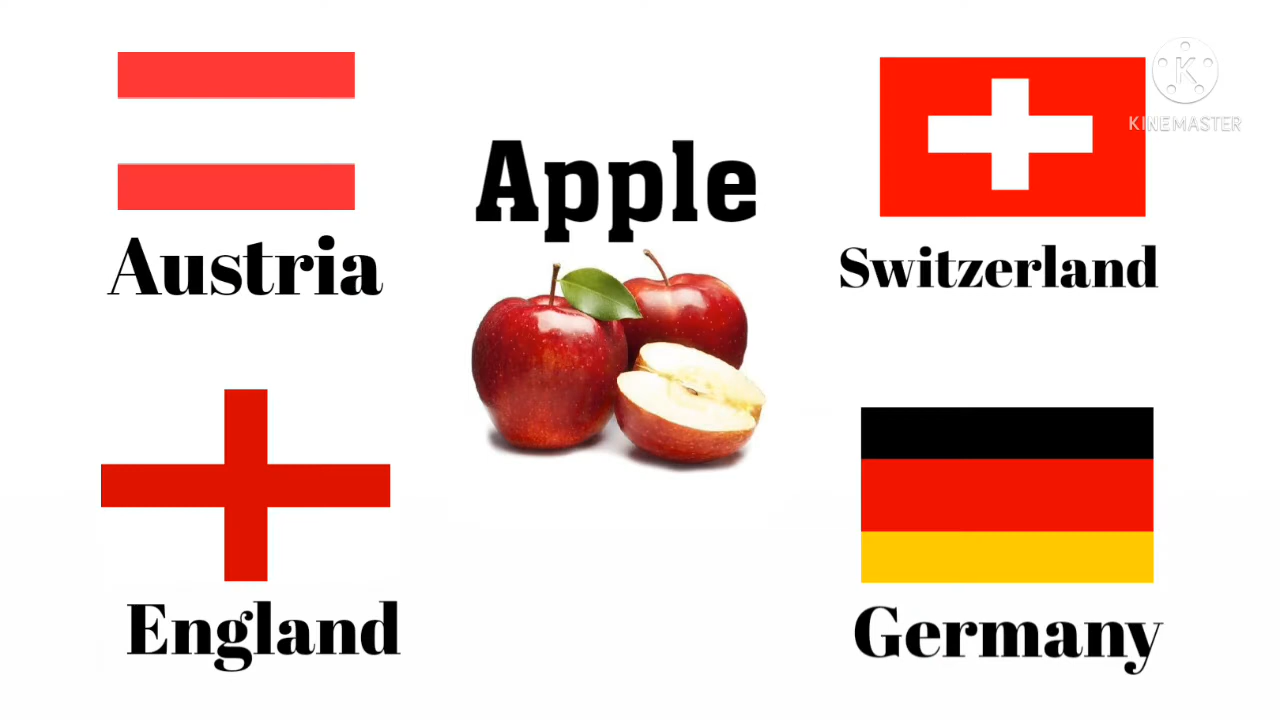 K
KINEMASTER
Apple
Austria
Switzerland
England
Germany